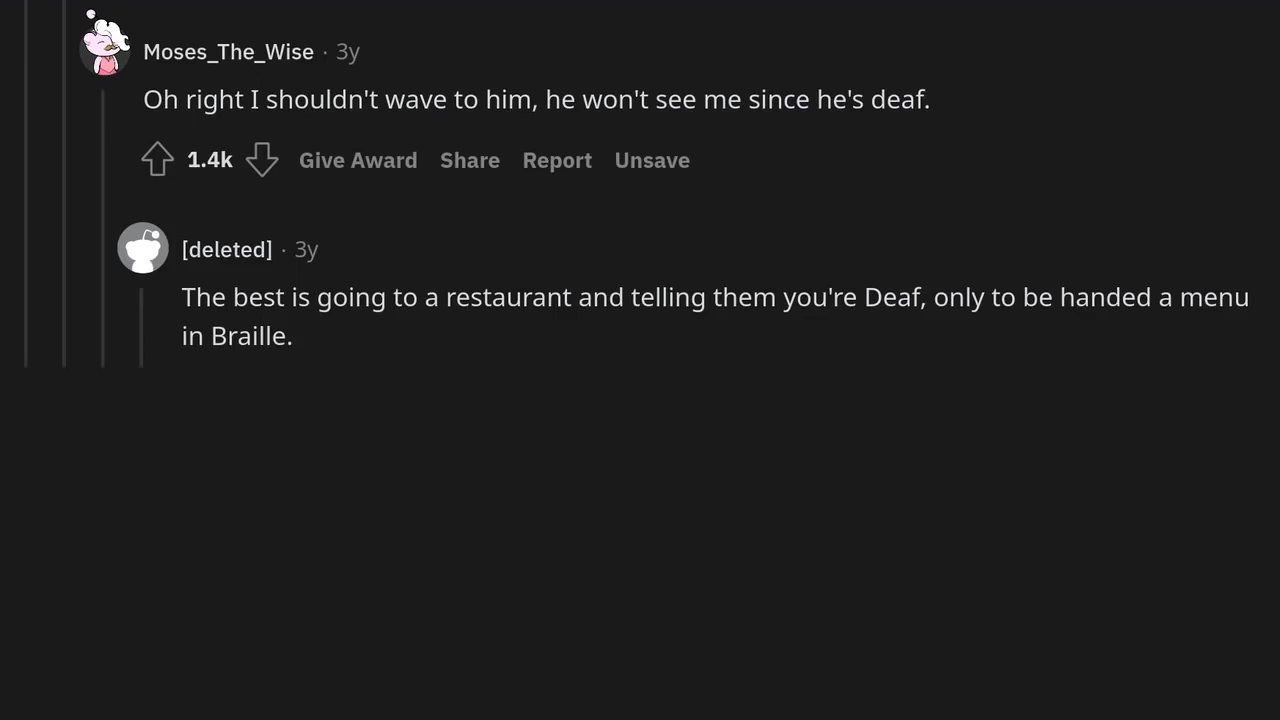 Moses_The_Wise · 3y
Oh right I shouldn't wave to him, he won't see me since he's deaf.
1.4k Give Award Share Report Unsave
[deleted] · 3y
The best is going to a restaurant and telling them you're Deaf, only to be handed a menu
in Braille.